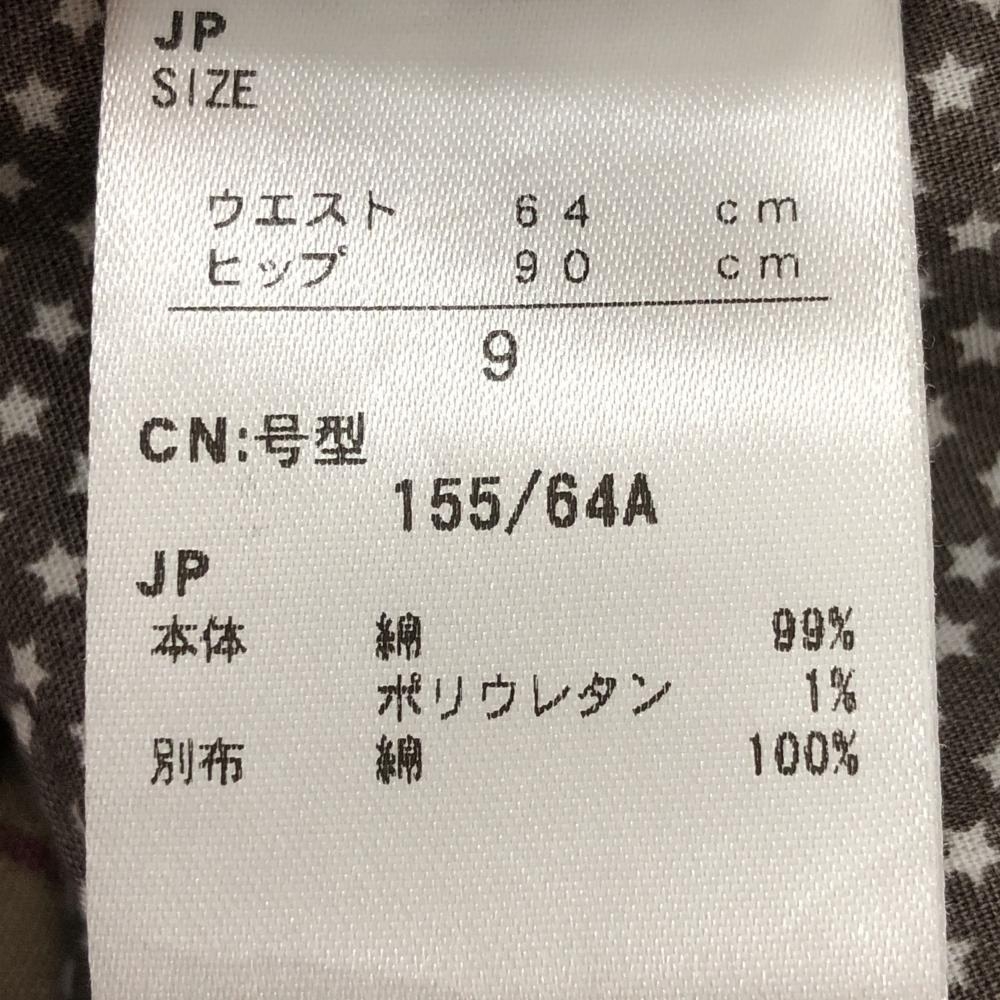 JP
SIZE
ウエスト 64 cm
ヒップ 90 cm
9
CN:号型
155/64A
JP
本体 綿 99%
ポリウレタン 1%
別布 綿 100%